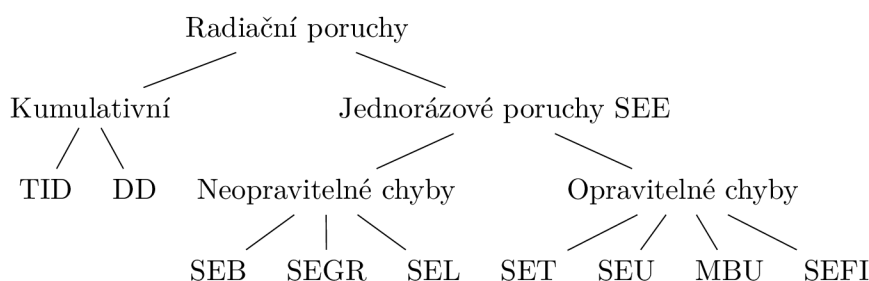 Radiační poruchy
Kumulativní Jednorázové poruchy SEE
TID DD Neopravitelné chyby Opravitelné chyby
SEB SEGR SEL SET SEU MBU SEFI